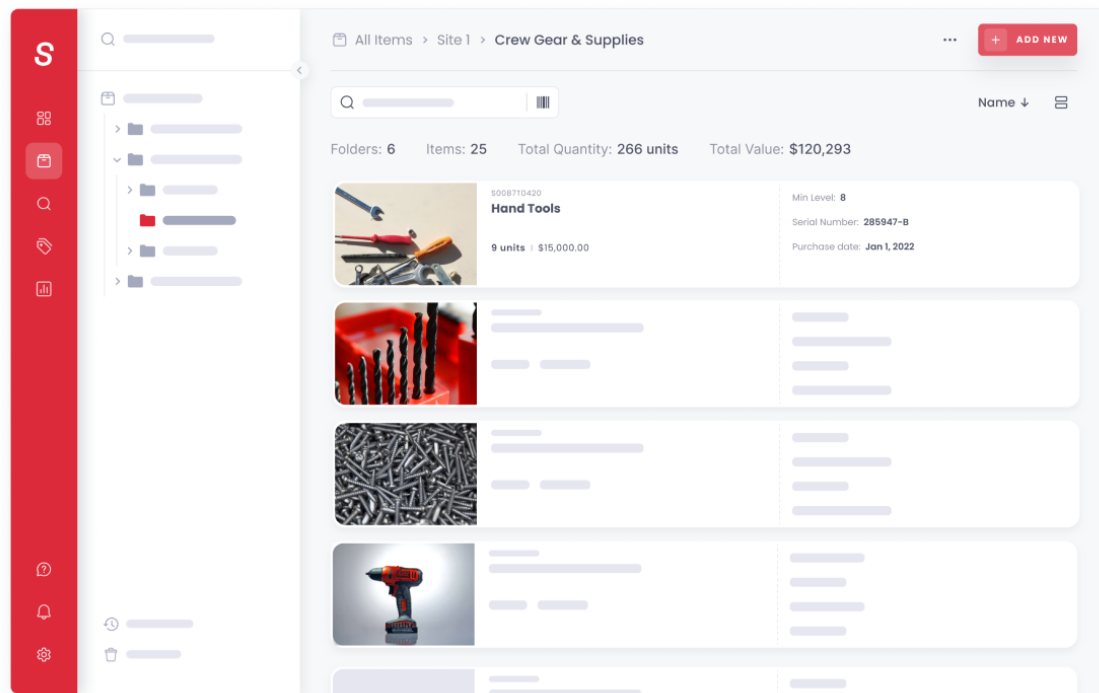 S
All Items > Site 1 > Crew Gear & Supplies
... + ADD NEW
Name ↓
Folders: 6 Items: 25 Total Quantity: 266 units Total Value: $120,293
S008770420
Hand Tools
9 units | $15,000.00
Min Level: 8
Serial Number: 285947-B
Purchase date: Jan 1, 2022